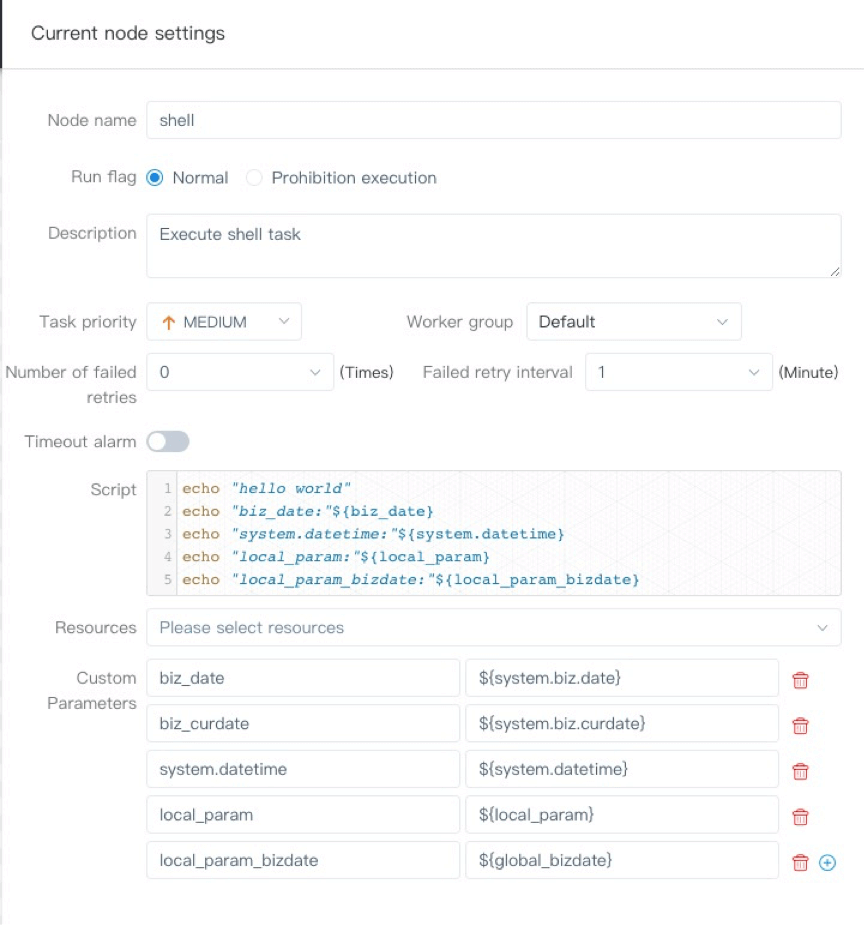 Current node settings
Node name shell
Run flag Normal Prohibition execution
Description Execute shell task
Task priority MEDIUM Worker group Default
Number of failed retries 0 (Times) Failed retry interval 1 (Minute)
Timeout alarm
Script
1 echo "hello world"
2 echo "biz_date:"${biz_date}
3 echo "system.datetime:"${system.datetime}
4 echo "local_param:"${local_param}
5 echo "local_param_bizdate:"${local_param_bizdate}
Resources Please select resources
Custom Parameters
biz_date ${system.biz.date}
biz_curdate ${system.biz.curdate}
system.datetime ${system.datetime}
local_param ${local_param}
local_param_bizdate ${global_bizdate}